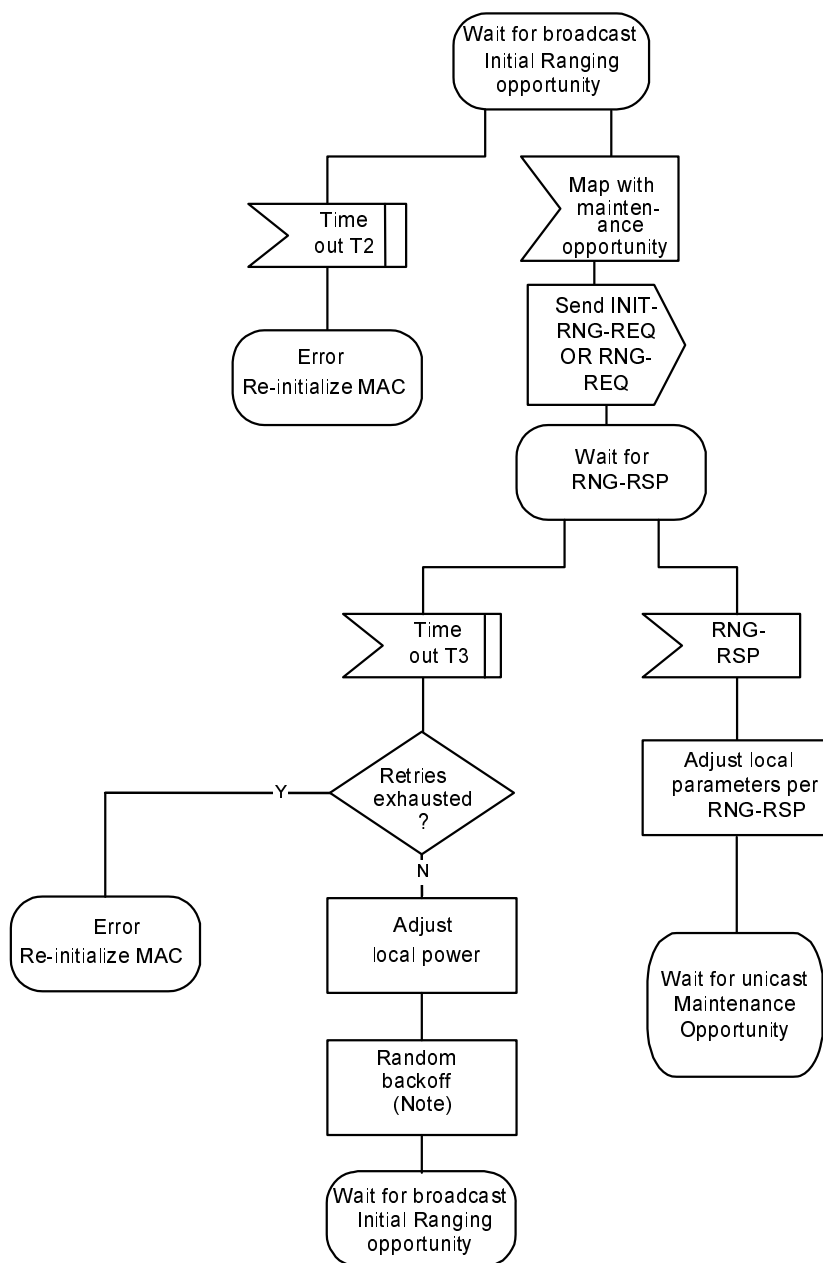 Wait for broadcast
Initial Ranging
opportunity
Time
out T2
Map with
mainten-
ance
opportunity
Error
Re-initialize MAC
Send INIT-
RNG-REQ
OR RNG-
REQ
Wait for
RNG-RSP
Time
out T3
RNG-
RSP
Retries
exhausted
?
Y
N
Adjust local
parameters per
RNG-RSP
Error
Re-initialize MAC
Adjust
local power
Wait for unicast
Maintenance
Opportunity
Random
backoff
(Note)
Wait for broadcast
Initial Ranging
opportunity